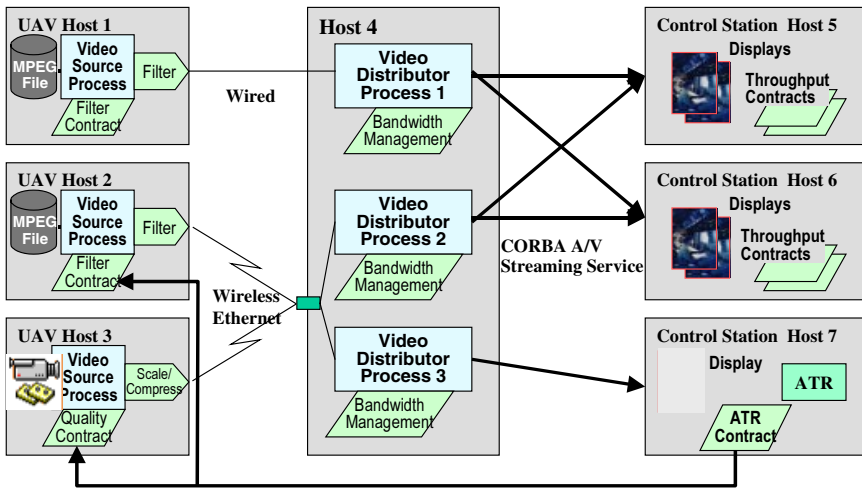 UAV Host 1
MPEG
File
Video
Source
Process
Filter
Filter
Contract
Wired
UAV Host 2
MPEG
File
Video
Source
Process
Filter
Filter
Contract
Wireless
Ethernet
UAV Host 3
Video
Source
Process
Scale/
Compress
Quality
Contract
Host 4
Video
Distributor
Process 1
Bandwidth
Management
Video
Distributor
Process 2
Bandwidth
Management
Video
Distributor
Process 3
Bandwidth
Management
CORBA A/V
Streaming Service
Control Station Host 5
Displays
Throughput
Contracts
Control Station Host 6
Displays
Throughput
Contracts
Control Station Host 7
Display
ATR
ATR
Contract